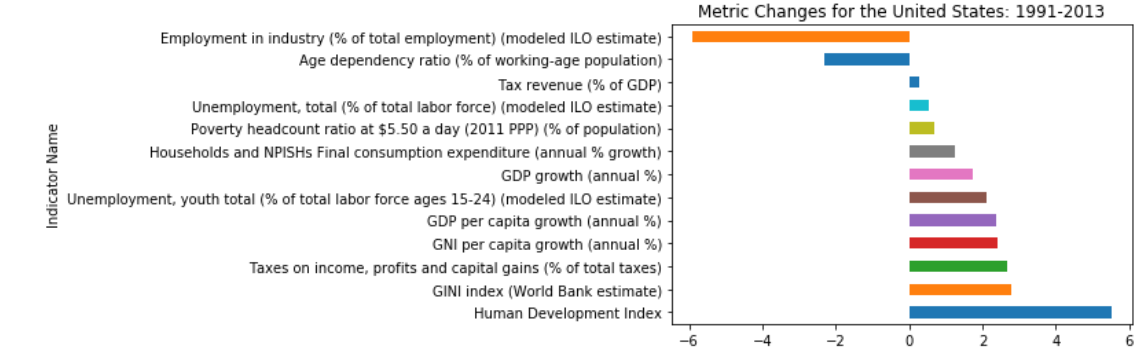 Metric Changes for the United States: 1991-2013
Indicator Name
Employment in industry (% of total employment) (modeled ILO estimate)
Age dependency ratio (% of working-age population)
Tax revenue (% of GDP)
Unemployment, total (% of total labor force) (modeled ILO estimate)
Poverty headcount ratio at $5.50 a day (2011 PPP) (% of population)
Households and NPISHs Final consumption expenditure (annual % growth)
GDP growth (annual %)
Unemployment, youth total (% of total labor force ages 15-24) (modeled ILO estimate)
GDP per capita growth (annual %)
GNI per capita growth (annual %)
Taxes on income, profits and capital gains (% of total taxes)
GINI index (World Bank estimate)
Human Development Index
−6 −4 −2 0 2 4 6